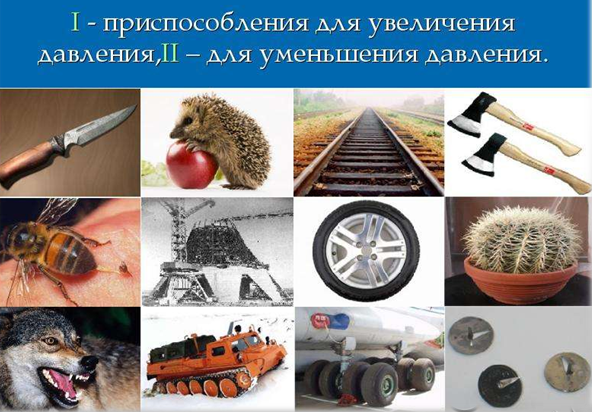 I - приспособления для увеличения
давления,II – для уменьшения давления.